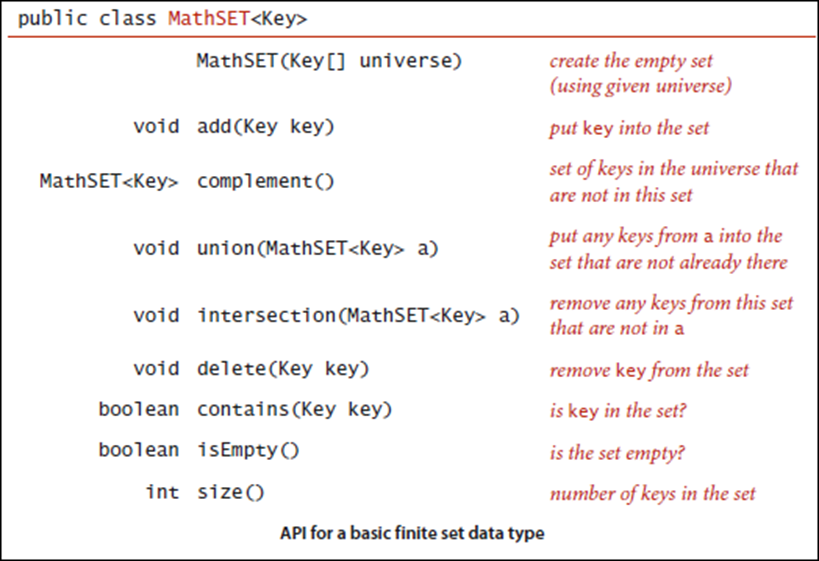 public class MathSET<Key>
MathSET(Key[] universe) create the empty set
(using given universe)
void add(Key key) put key into the set
set of keys in the universe that
MathSET<Key> complement()
are not in this set
put any keys from a into the
void union(MathSET<Key> a)
set that are not already there
remove any keys from this set
void intersection(MathSET<Key> a)
that are not in a
void delete(Key key) remove key from the set
boolean contains(Key key) is key in the set?
boolean isEmpty() is the set empty?
int size() number of keys in the set
API for a basic finite set data type